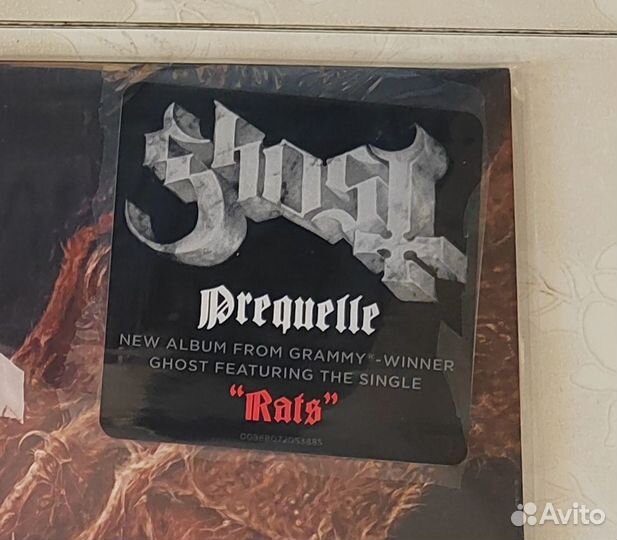 Ghost
Prequelle
NEW ALBUM FROM GRAMMY®-WINNER
GHOST FEATURING THE SINGLE
“Rats”
Avito